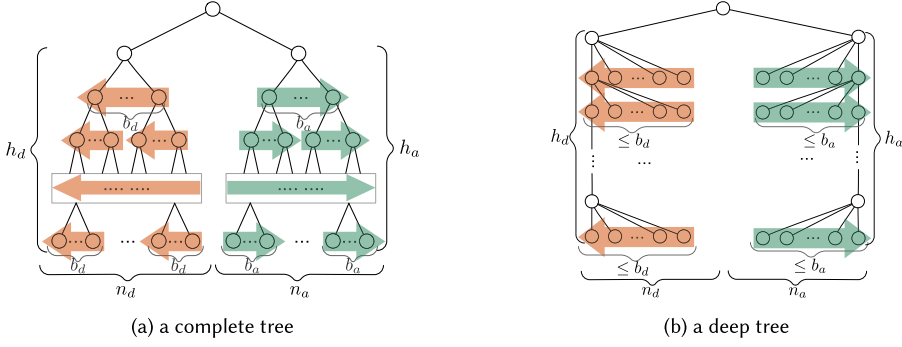 ...
...
b_d
b_a
... ... ... ...
h_d
h_a
.... ....
.... ....
... ... ... ... ... ...
b_d
b_d
b_a
b_a
n_d
n_a
(a) a complete tree
...
...
...
...
≤ b_d
≤ b_a
h_d
h_a
⋮
...
...
⋮
...
...
≤ b_d
≤ b_a
n_d
n_a
(b) a deep tree